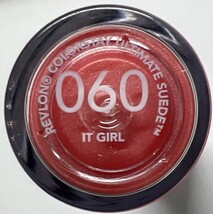 REVLON® COLORSTAY ULTIMATE SUEDE™
060
IT GIRL